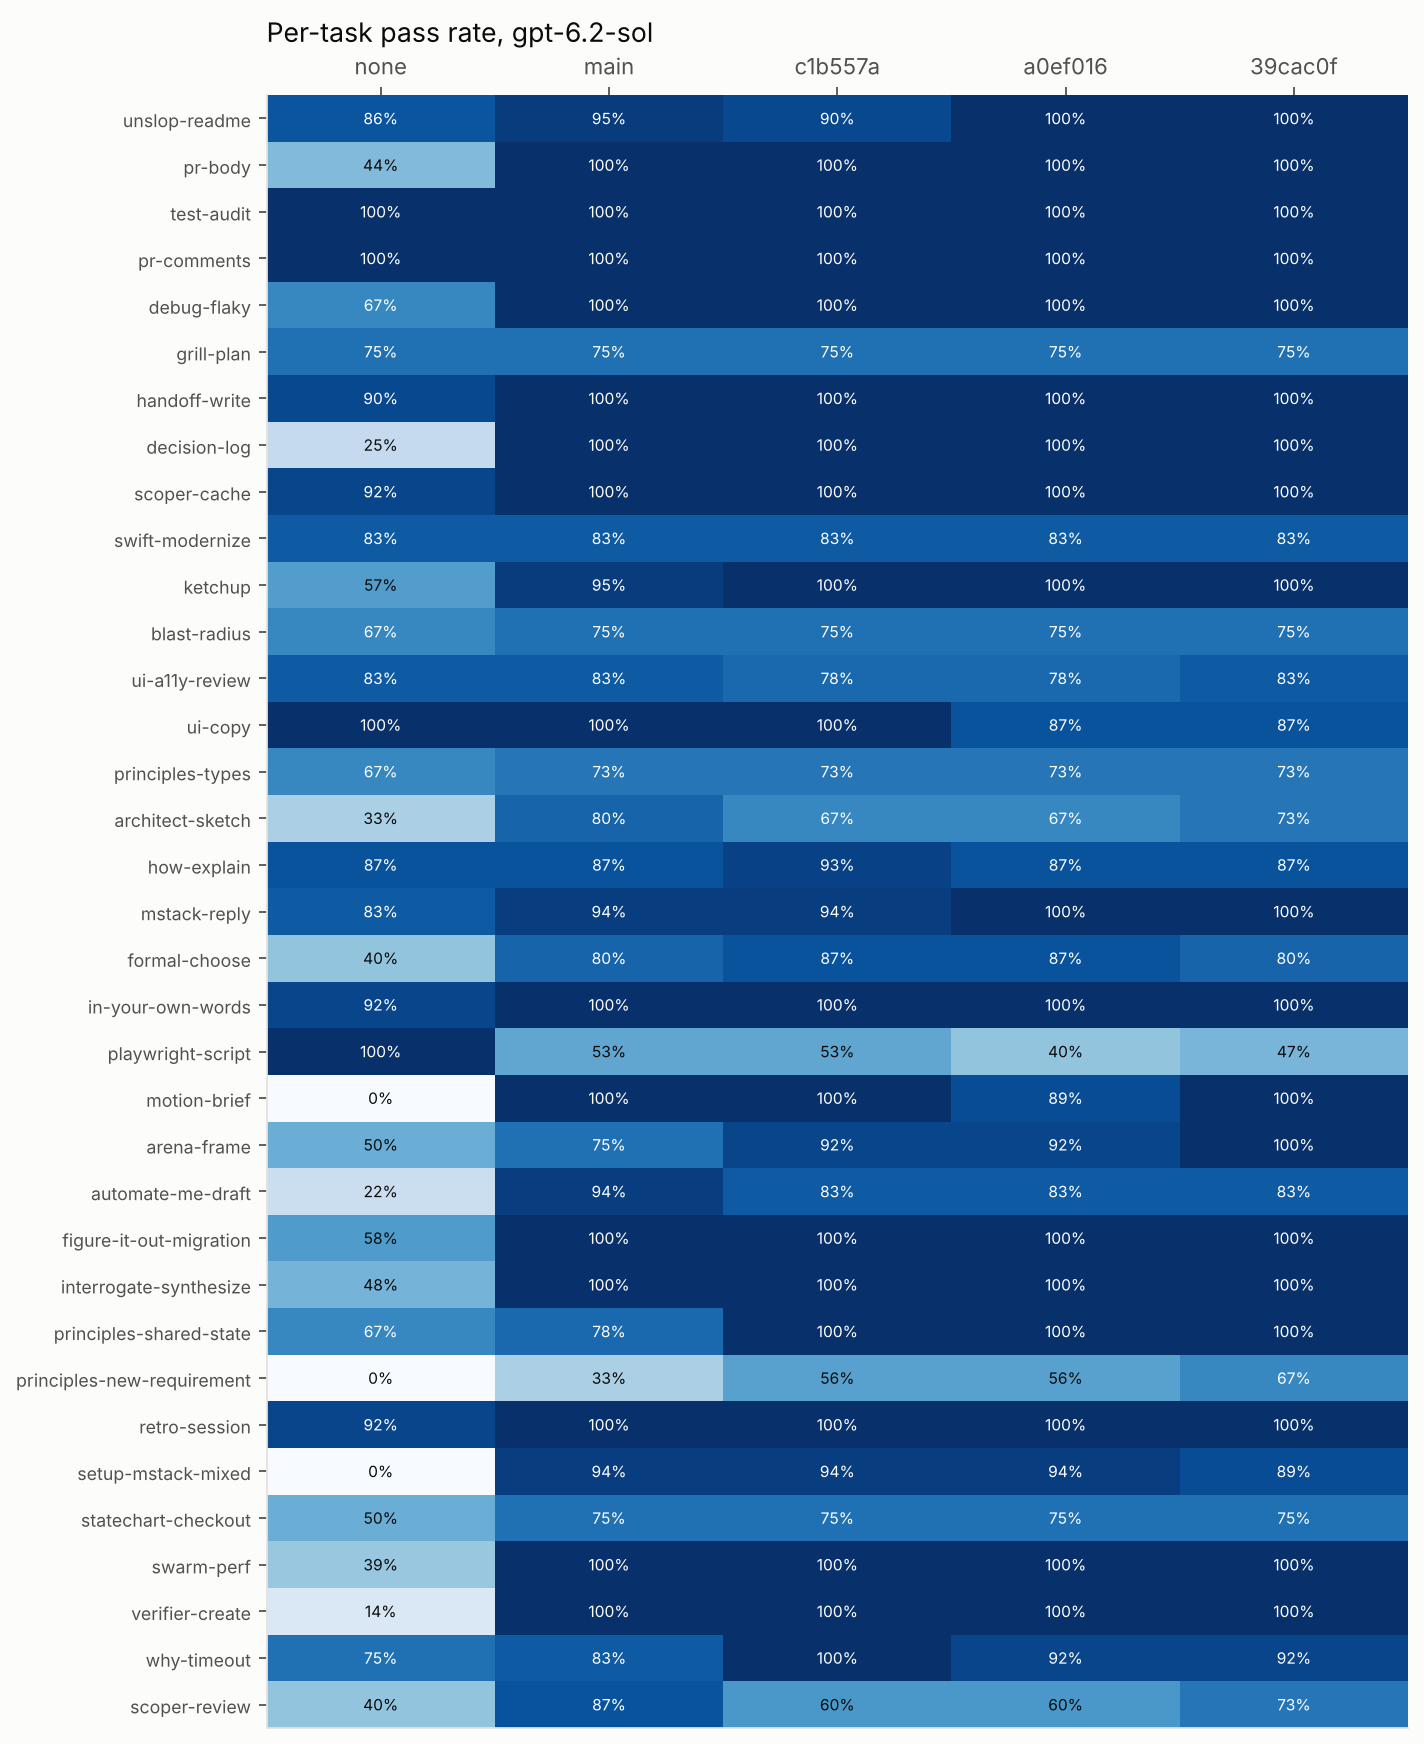 Per-task pass rate, gpt-6.2-sol
none main c1b557a a0ef016 39cac0f
unslop-readme 86% 95% 90% 100% 100%
pr-body 44% 100% 100% 100% 100%
test-audit 100% 100% 100% 100% 100%
pr-comments 100% 100% 100% 100% 100%
debug-flaky 67% 100% 100% 100% 100%
grill-plan 75% 75% 75% 75% 75%
handoff-write 90% 100% 100% 100% 100%
decision-log 25% 100% 100% 100% 100%
scoper-cache 92% 100% 100% 100% 100%
swift-modernize 83% 83% 83% 83% 83%
ketchup 57% 95% 100% 100% 100%
blast-radius 67% 75% 75% 75% 75%
ui-a11y-review 83% 83% 78% 78% 83%
ui-copy 100% 100% 100% 87% 87%
principles-types 67% 73% 73% 73% 73%
architect-sketch 33% 80% 67% 67% 73%
how-explain 87% 87% 93% 87% 87%
mstack-reply 83% 94% 94% 100% 100%
formal-choose 40% 80% 87% 87% 80%
in-your-own-words 92% 100% 100% 100% 100%
playwright-script 100% 53% 53% 40% 47%
motion-brief 0% 100% 100% 89% 100%
arena-frame 50% 75% 92% 92% 100%
automate-me-draft 22% 94% 83% 83% 83%
figure-it-out-migration 58% 100% 100% 100% 100%
interrogate-synthesize 48% 100% 100% 100% 100%
principles-shared-state 67% 78% 100% 100% 100%
principles-new-requirement 0% 33% 56% 56% 67%
retro-session 92% 100% 100% 100% 100%
setup-mstack-mixed 0% 94% 94% 94% 89%
statechart-checkout 50% 75% 75% 75% 75%
swarm-perf 39% 100% 100% 100% 100%
verifier-create 14% 100% 100% 100% 100%
why-timeout 75% 83% 100% 92% 92%
scoper-review 40% 87% 60% 60% 73%